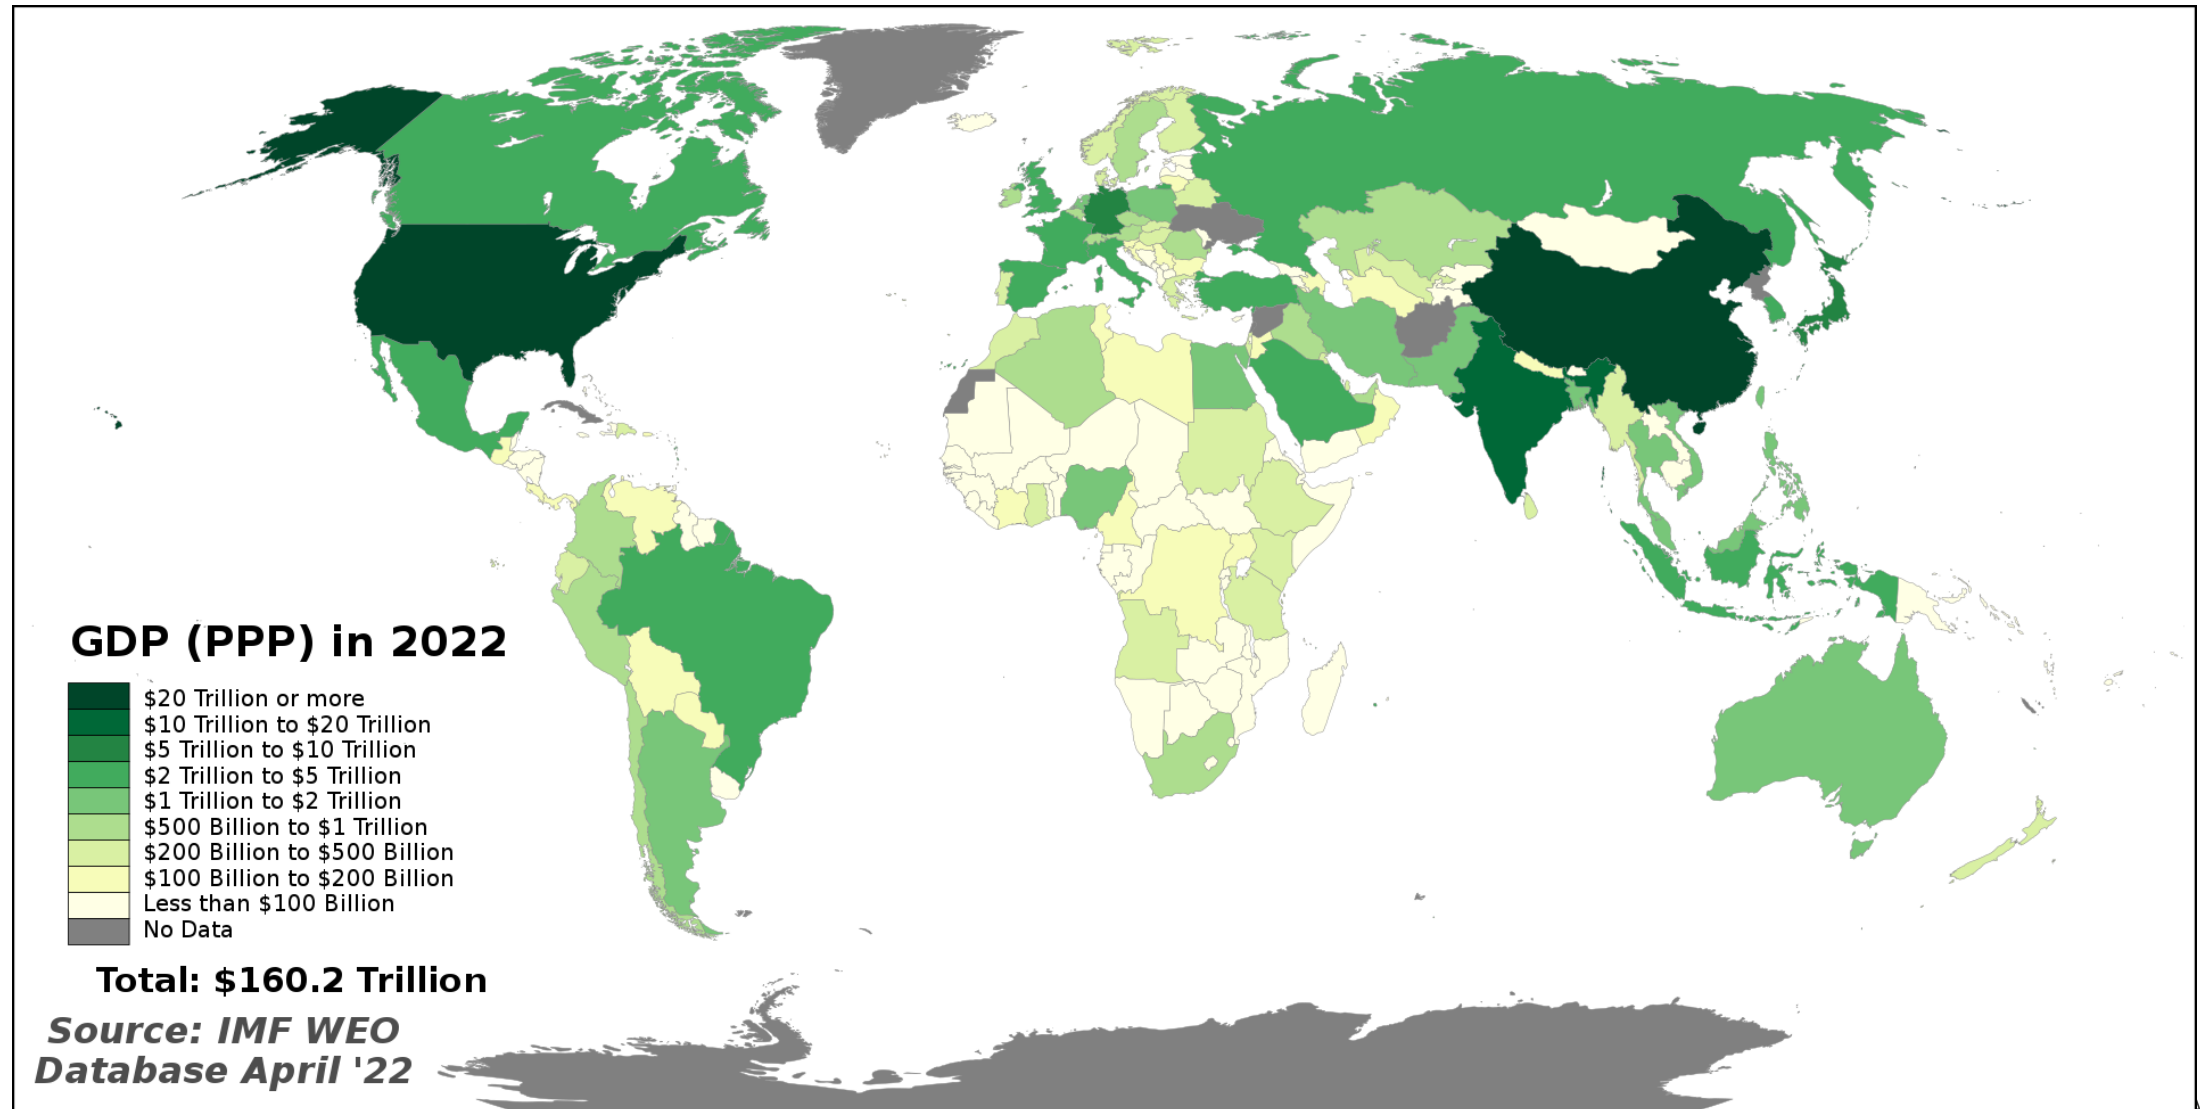 GDP (PPP) in 2022
$20 Trillion or more
$10 Trillion to $20 Trillion
$5 Trillion to $10 Trillion
$2 Trillion to $5 Trillion
$1 Trillion to $2 Trillion
$500 Billion to $1 Trillion
$200 Billion to $500 Billion
$100 Billion to $200 Billion
Less than $100 Billion
No Data
Total: $160.2 Trillion
Source: IMF WEO
Database April '22